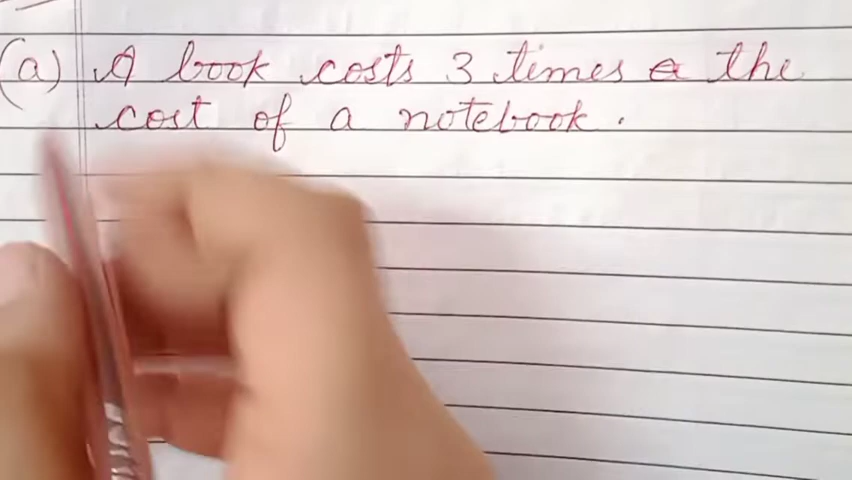 (a) A book costs 3 times the
cost of a notebook.